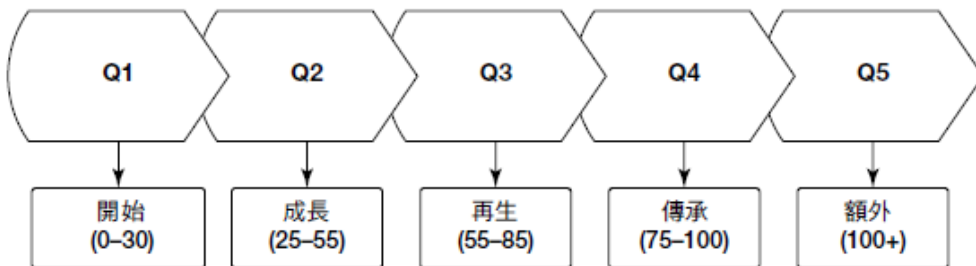 Q1
Q2
Q3
Q4
Q5
開始
(0–30)
成長
(25–55)
再生
(55–85)
傳承
(75–100)
額外
(100+)